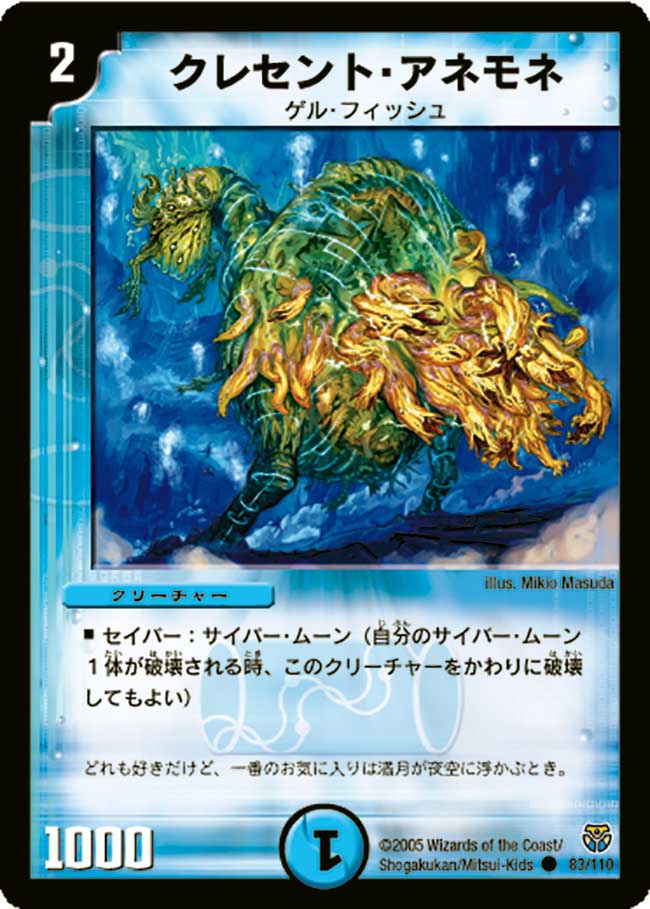 2
クレセント・アネモネ
ゲル・フィッシュ
illus. Mikio Masuda
クリーチャー
■ セイバー：サイバー・ムーン（自分のサイバー・ムーン
１体が破壊される時、このクリーチャーをかわりに破壊
してもよい）
どれも好きだけど、一番のお気に入りは満月が夜空に浮かぶとき。
1000
1
©2005 Wizards of the Coast/
Shogakukan/Mitsui-Kids ● 83/110